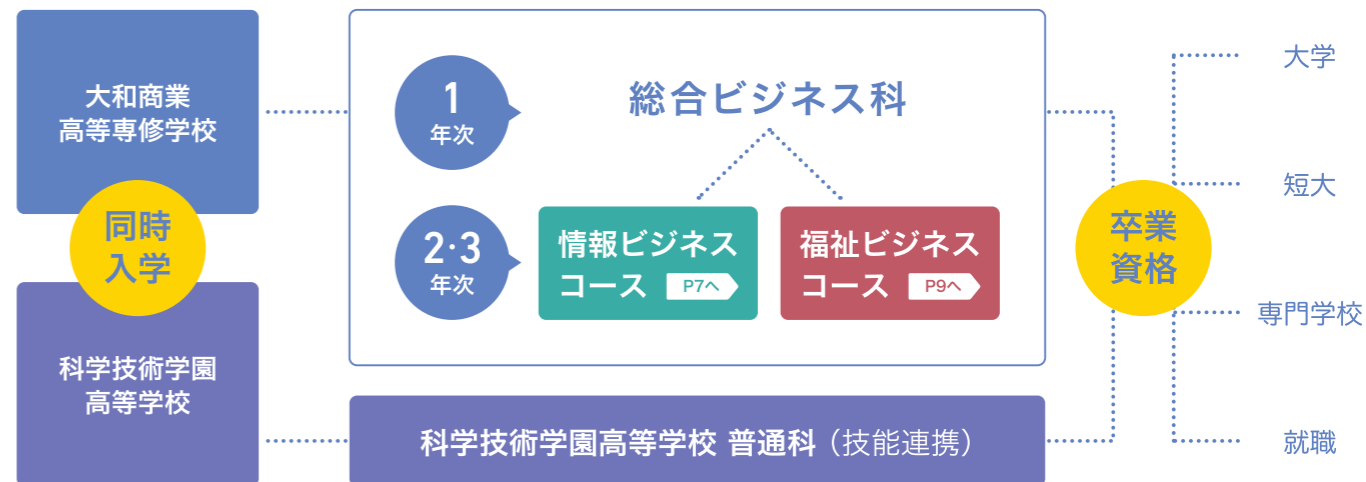 大和商業
高等専修学校
同時
入学
科学技術学園
高等学校
1
年次
総合ビジネス科
2·3
年次
情報ビジネス
コース P7へ
福祉ビジネス
コース P9へ
科学技術学園高等学校 普通科（技能連携）
卒業
資格
大学
短大
専門学校
就職